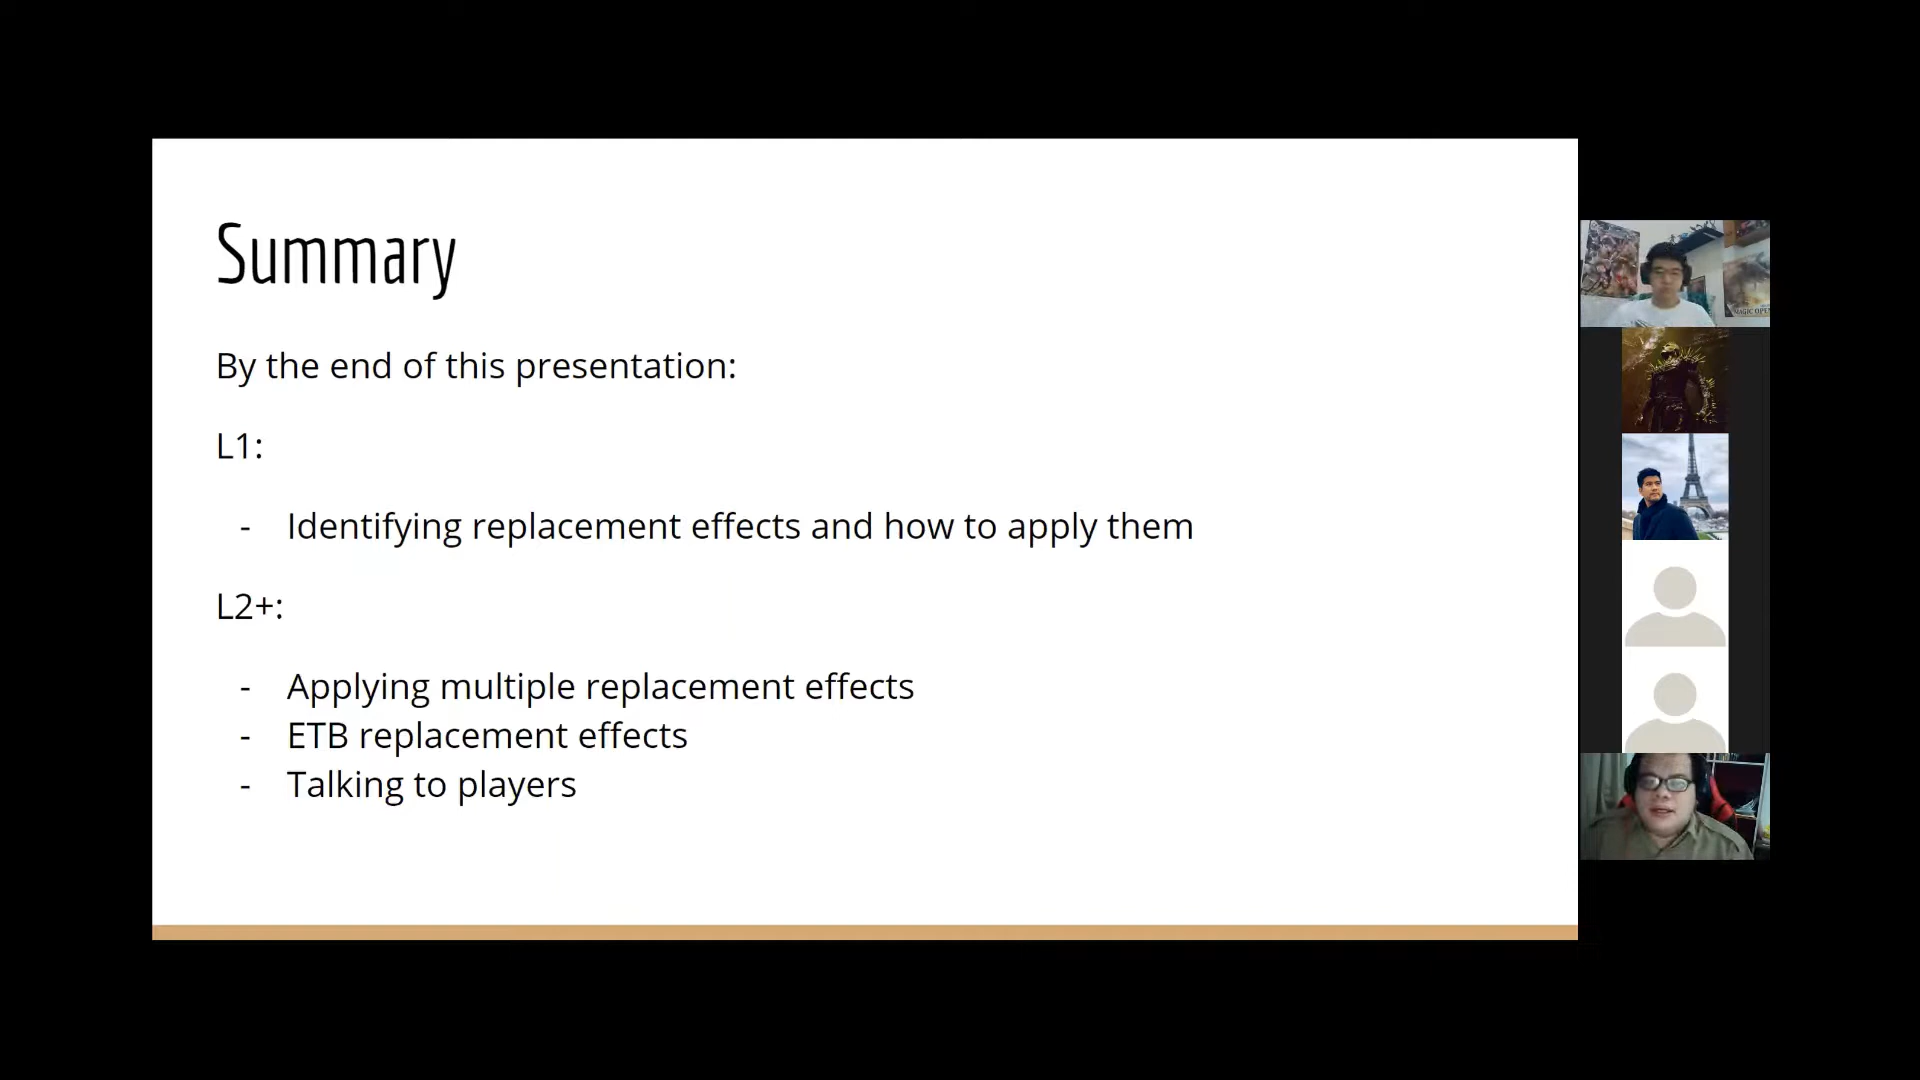 Summary
By the end of this presentation:
L1:
- Identifying replacement effects and how to apply them
L2+:
- Applying multiple replacement effects
- ETB replacement effects
- Talking to players
MAGIC